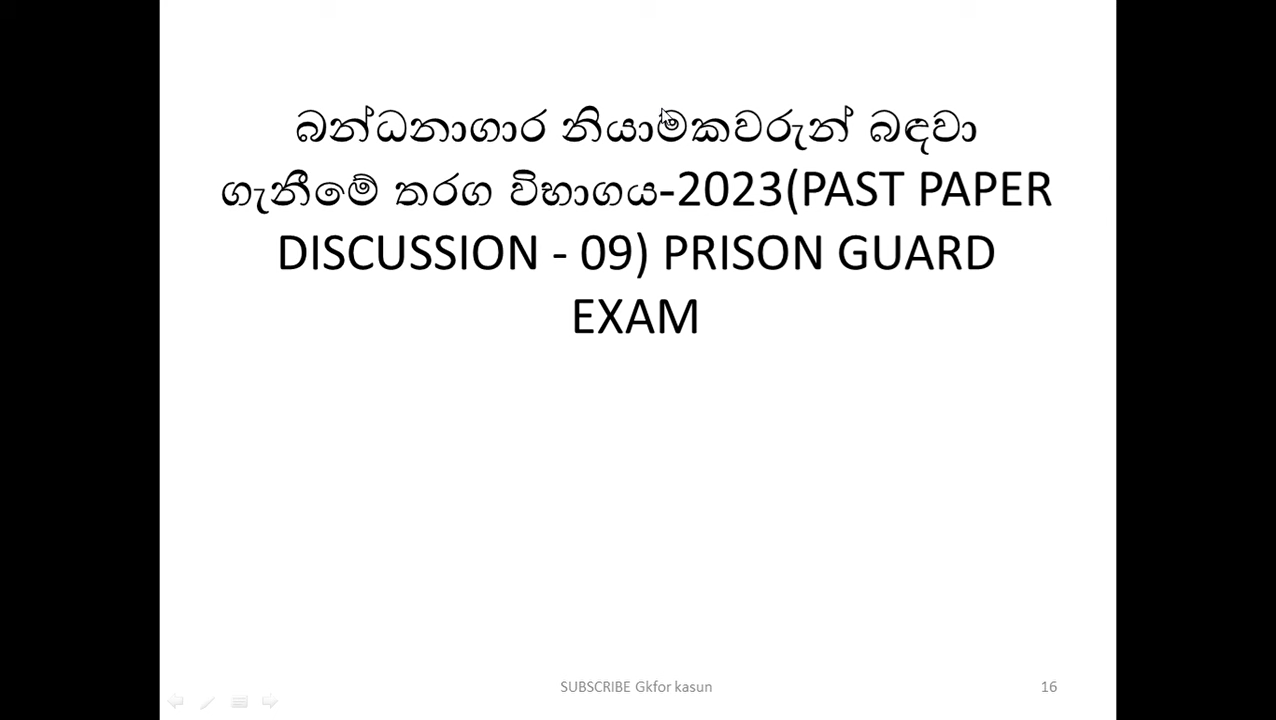 බන්ධනාගාර නියාමකවරුන් බඳවා
ගැනීමේ තරග විභාගය-2023(PAST PAPER
DISCUSSION - 09) PRISON GUARD
EXAM
SUBSCRIBE Gkfor kasun
16